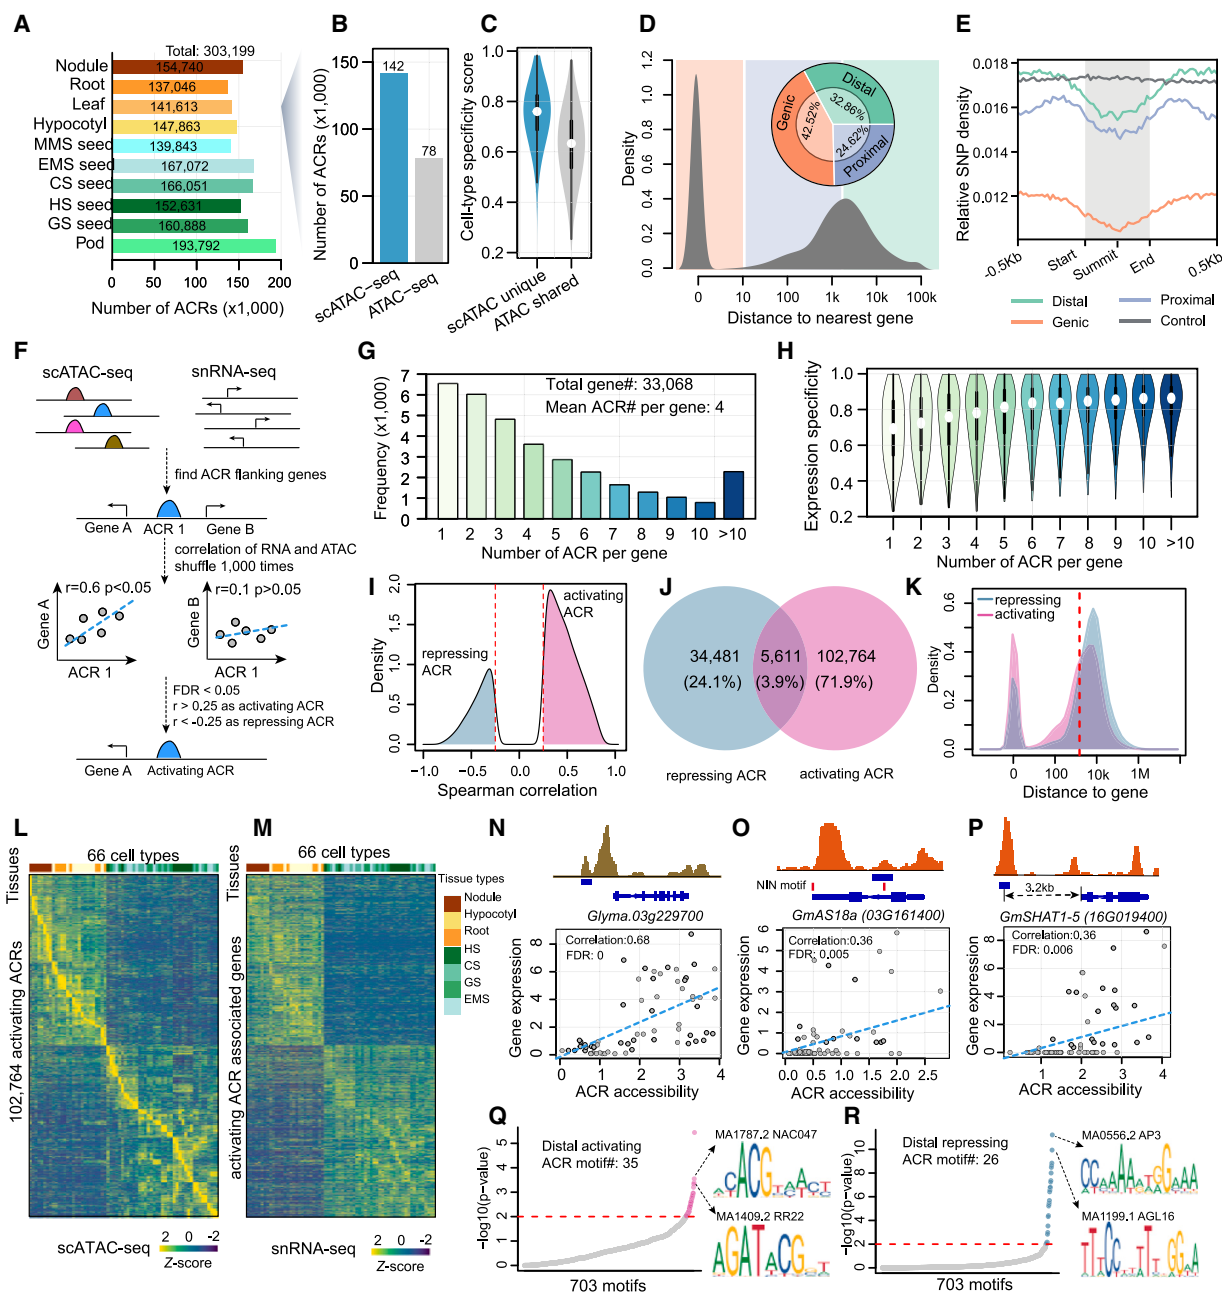 A
Total: 303,199
Nodule 154,740
Root 137,046
Leaf 141,613
Hypocotyl 147,863
MMS seed 139,843
EMS seed 167,072
CS seed 166,051
HS seed 152,631
GS seed 160,888
Pod 193,792
0 50 100 150 200
Number of ACRs (x1,000)
B
Number of ACRs (x1,000)
150
100
50
0
142
78
scATAC-seq
ATAC-seq
C
Cell-type specificity score
1.0
0.8
0.6
0.4
0.2
scATAC unique
ATAC shared
D
Density
1.2
1.0
0.8
0.6
0.4
0.2
0.0
Genic 42.52%
Distal 32.86%
Proximal 24.62%
0 10 100 1k 10k 100k
Distance to nearest gene
E
Relative SNP density
0.018
0.016
0.014
0.012
-0.5Kb Start Summit End 0.5Kb
Distal
Proximal
Genic
Control
F
scATAC-seq
snRNA-seq
find ACR flanking genes
Gene A ACR 1 Gene B
correlation of RNA and ATAC
shuffle 1,000 times
r=0.6 p<0.05
r=0.1 p>0.05
Gene A
ACR 1
Gene B
ACR 1
FDR < 0.05
r > 0.25 as activating ACR
r < -0.25 as repressing ACR
Gene A Activating ACR
G
Total gene#: 33,068
Mean ACR# per gene: 4
Frequency (x1,000)
7
6
5
4
3
2
1
0
1 2 3 4 5 6 7 8 9 10 >10
Number of ACR per gene
H
Expression specificity
1.0
0.8
0.6
0.4
0.2
1 2 3 4 5 6 7 8 9 10 >10
Number of ACR per gene
I
Density
2.0
1.5
1.0
0.5
0.0
activating
ACR
repressing
ACR
−1.0 −0.5 0.0 0.5 1.0
Spearman correlation
J
34,481 5,611 102,764
(24.1%) (3.9%) (71.9%)
repressing ACR activating ACR
K
repressing
activating
Density
0.6
0.4
0.2
0.0
0 100 10k 1M
Distance to gene
L
66 cell types
Tissues
102,764 activating ACRs
scATAC-seq
2 0 −2
Z-score
M
66 cell types
Tissues
activating ACR associated genes
snRNA-seq
2 0 −2
Z-score
Tissue types
Nodule
Hypocotyl
Root
HS
CS
GS
EMS
N
Glyma.03g229700
Correlation:0.68
FDR: 0
Gene expression
8
6
4
2
0
0 1 2 3 4
ACR accessibility
O
NIN motif
GmAS18a (03G161400)
Correlation:0.36
FDR: 0.005
Gene expression
6
5
4
3
2
1
0
0.0 0.5 1.0 1.5 2.0 2.5
ACR accessibility
P
3.2kb
GmSHAT1-5 (16G019400)
Correlation:0.36
FDR: 0.006
Gene expression
8
6
4
2
0
0 1 2 3 4
ACR accessibility
Q
Distal activating
ACR motif#: 35
−log10(p−value)
5
4
3
2
1
0
703 motifs
MA1787.2 NAC047
MA1409.2 RR22
R
Distal repressing
ACR motif#: 26
−log10(p−value)
10
8
6
4
2
0
703 motifs
MA0556.2 AP3
MA1199.1 AGL16